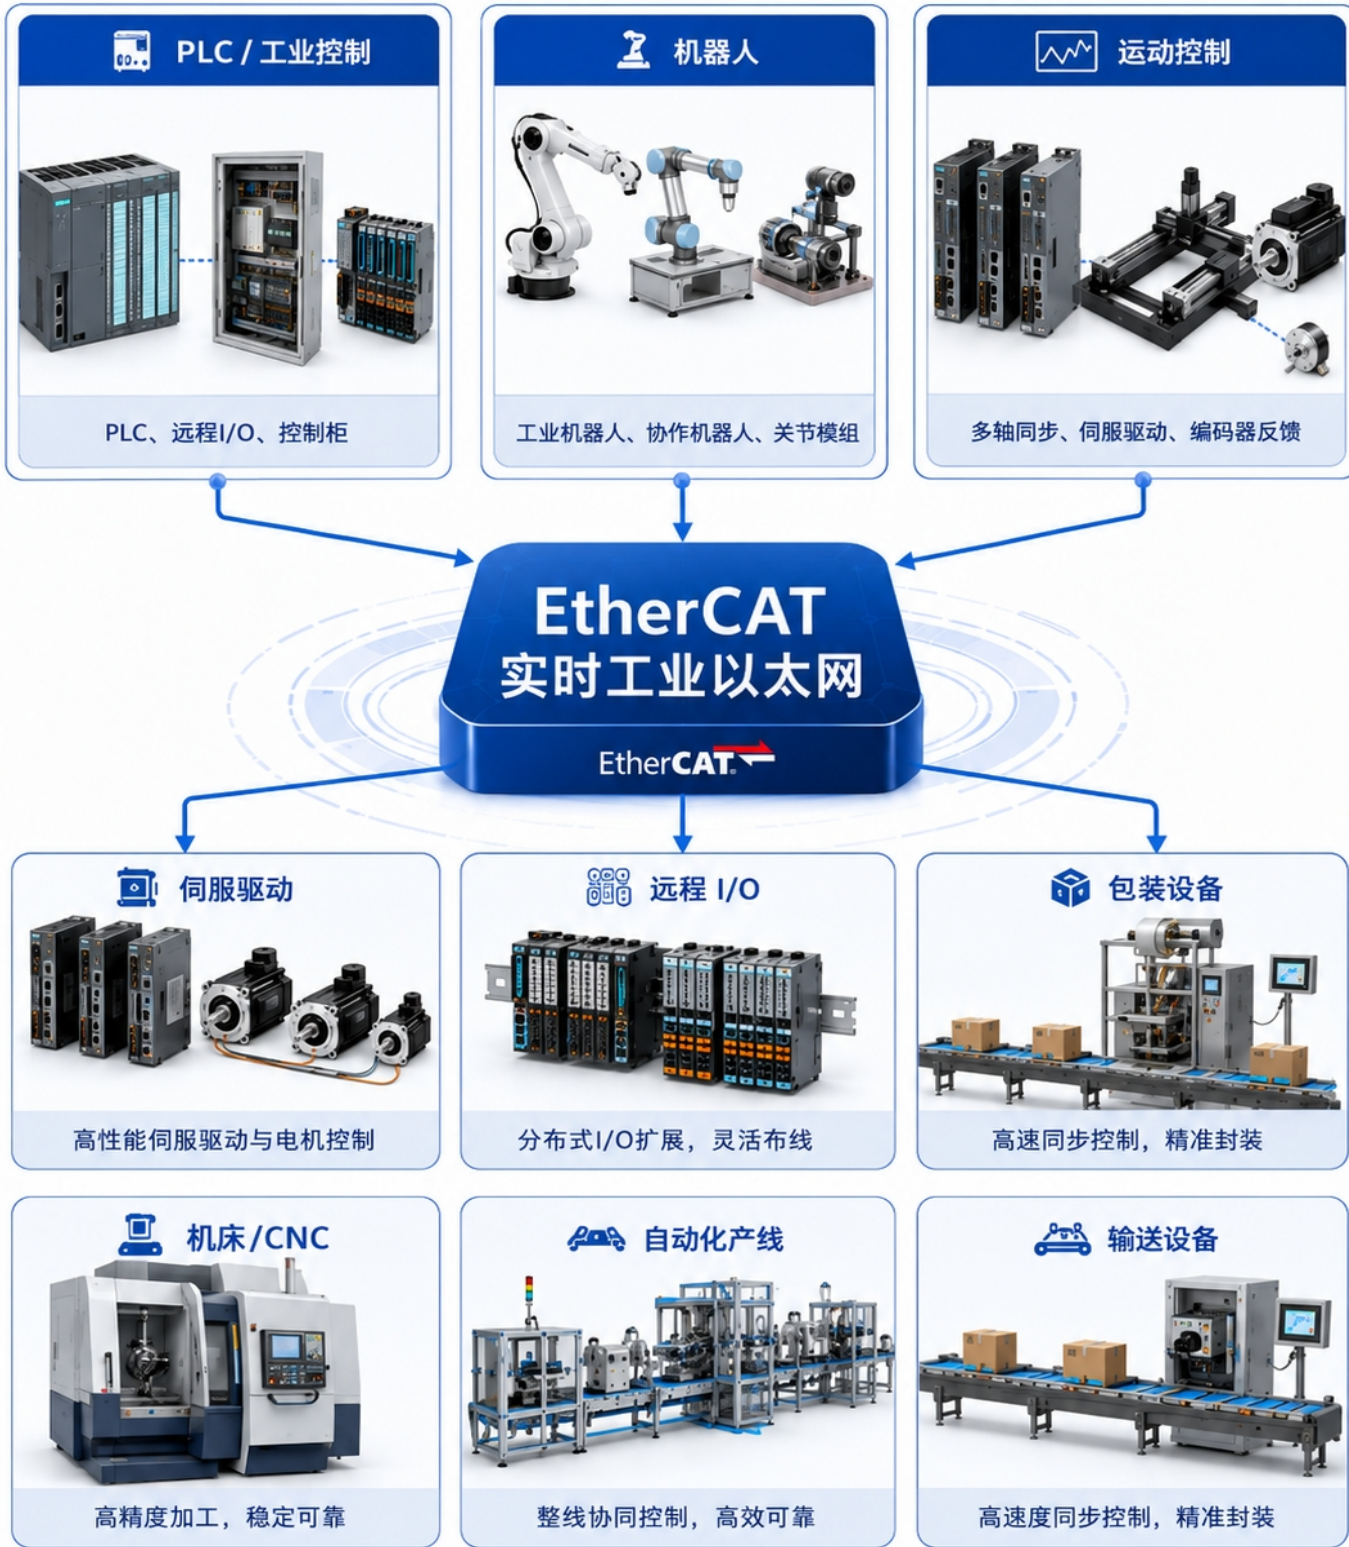 PLC / 工业控制
机器人
运动控制
PLC、远程I/O、控制柜
工业机器人、协作机器人、关节模组
多轴同步、伺服驱动、编码器反馈
EtherCAT
实时工业以太网
EtherCAT®
伺服驱动
远程 I/O
包装设备
高性能伺服驱动与电机控制
分布式I/O扩展，灵活布线
高速同步控制，精准封装
机床/CNC
自动化产线
输送设备
高精度加工，稳定可靠
整线协同控制，高效可靠
高速度同步控制，精准封装